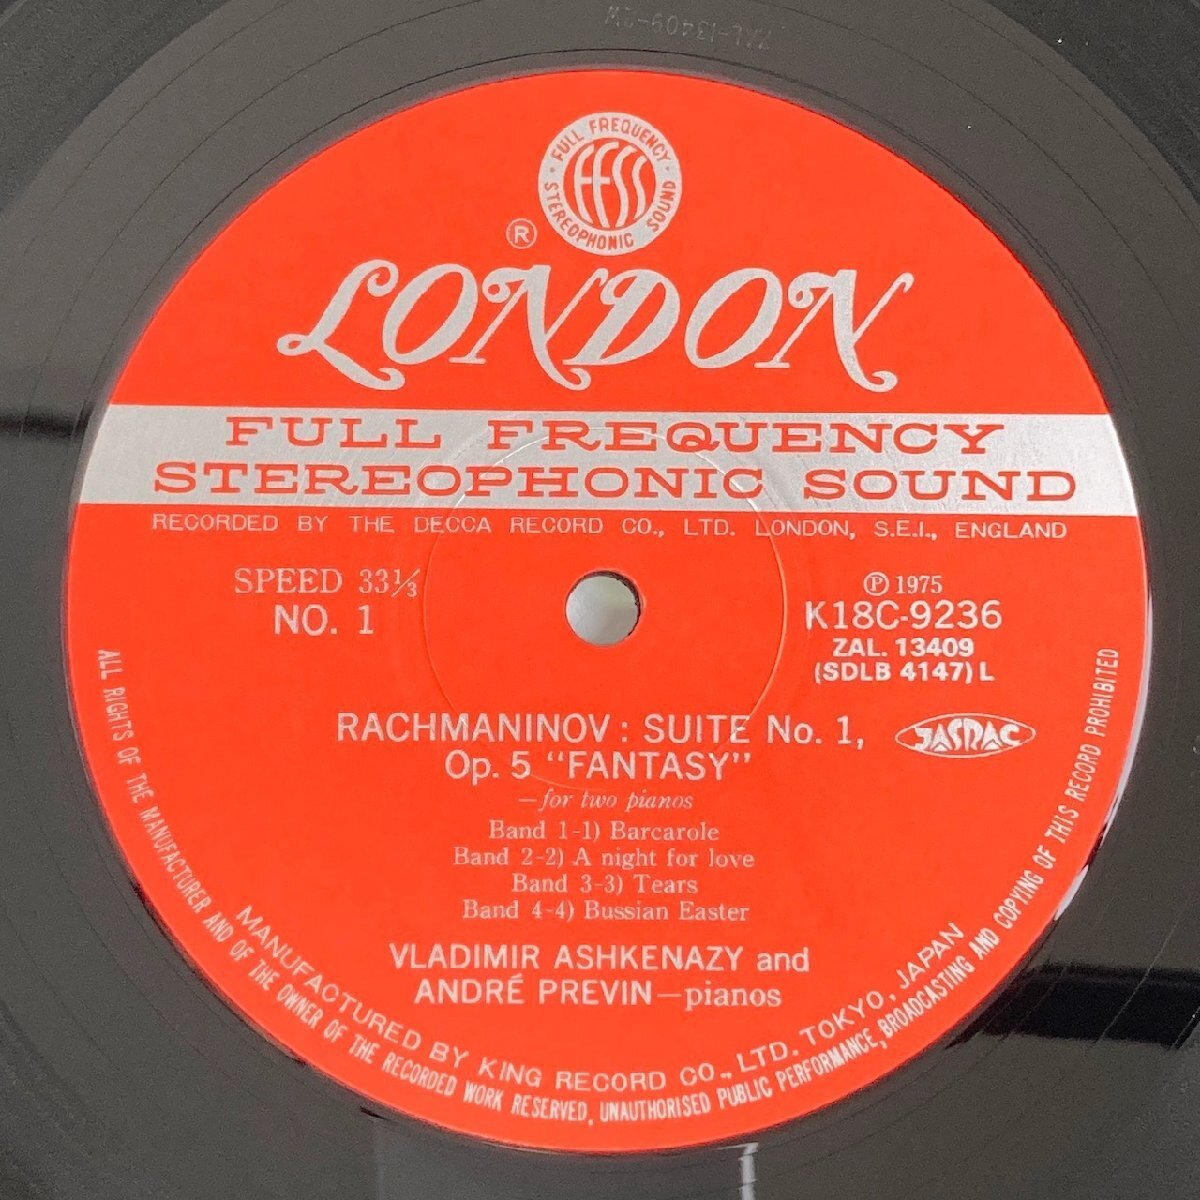 ZAL-13409-2W
FULL FREQUENCY
FFSS
STEREOPHONIC SOUND
®
LONDON
FULL FREQUENCY
STEREOPHONIC SOUND
RECORDED BY THE DECCA RECORD CO., LTD. LONDON, S.E.I., ENGLAND
SPEED 33⅓
NO. 1
℗ 1975
K18C-9236
ZAL. 13409
(SDLB 4147) L
RACHMANINOV : SUITE No. 1,
Op. 5 "FANTASY"
JASRAC
—for two pianos
Band 1-1) Barcarole
Band 2-2) A night for love
Band 3-3) Tears
Band 4-4) Bussian Easter
VLADIMIR ASHKENAZY and
ANDRÉ PREVIN—pianos
MANUFACTURED BY KING RECORD CO., LTD. TOKYO, JAPAN
ALL RIGHTS OF THE MANUFACTURER AND OF THE OWNER OF THE RECORDED WORK RESERVED, UNAUTHORISED PUBLIC PERFORMANCE, BROADCASTING AND COPYING OF THIS RECORD PROHIBITED